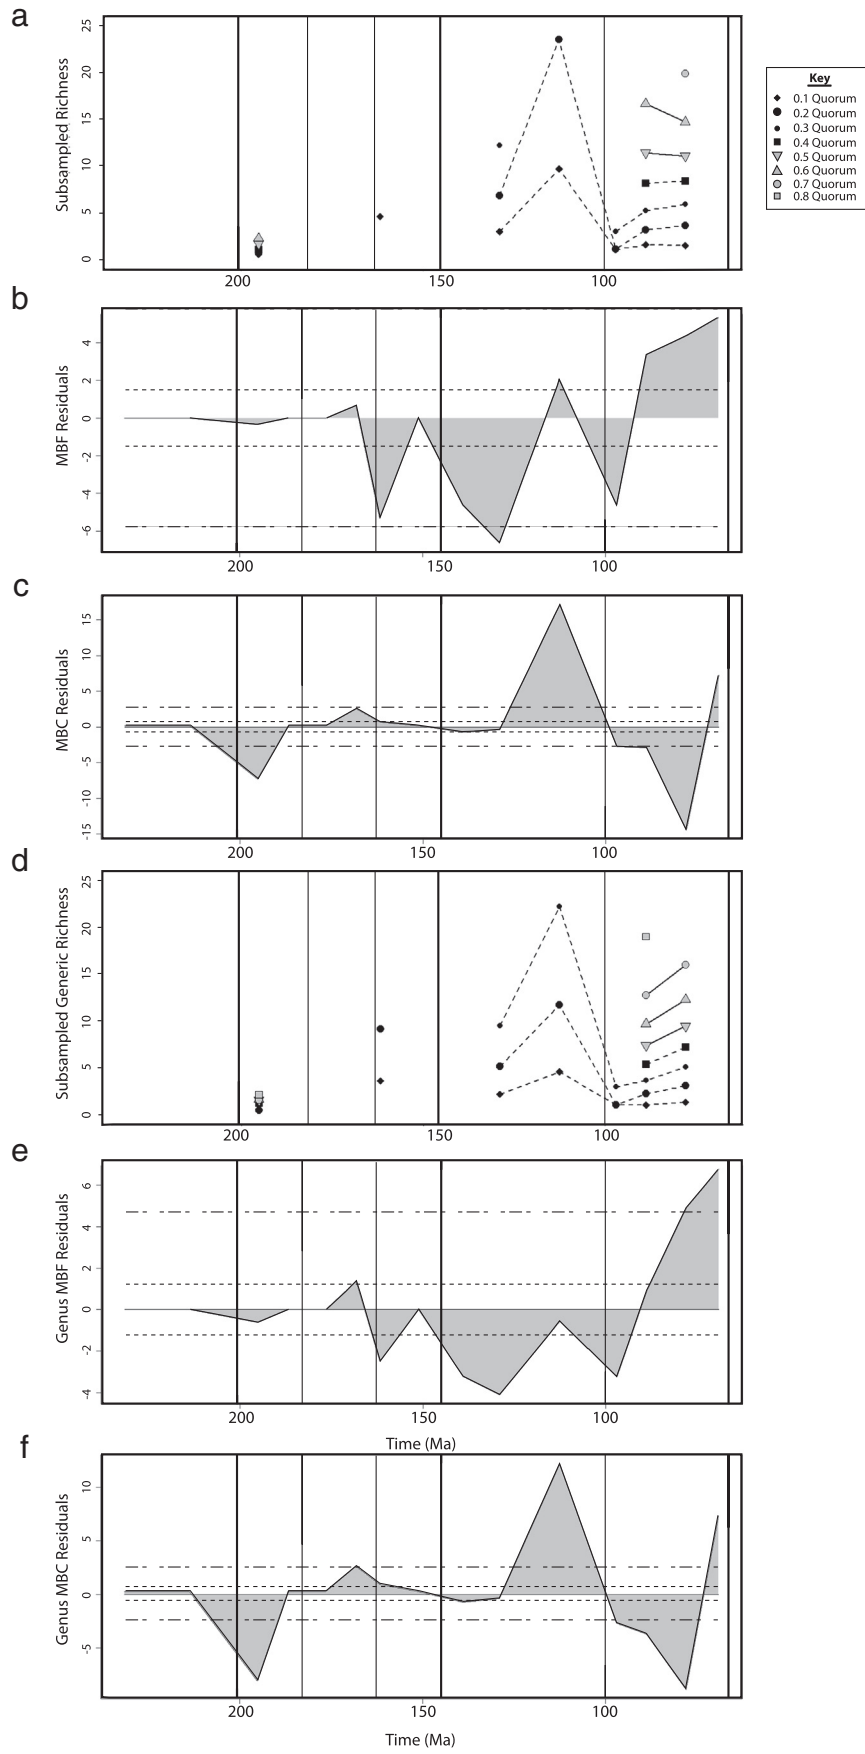 a
Subsampled Richness
25
20
15
10
5
0
200
150
100
Key
0.1 Quorum
0.2 Quorum
0.3 Quorum
0.4 Quorum
0.5 Quorum
0.6 Quorum
0.7 Quorum
0.8 Quorum
b
MBF Residuals
4
2
0
-2
-4
-6
200
150
100
c
MBC Residuals
15
10
5
0
-5
-10
-15
200
150
100
d
Subsampled Generic Richness
25
20
15
10
5
0
200
150
100
e
Genus MBF Residuals
6
4
2
0
-2
-4
200
150
100
Time (Ma)
f
Genus MBC Residuals
10
5
0
-5
200
150
100
Time (Ma)